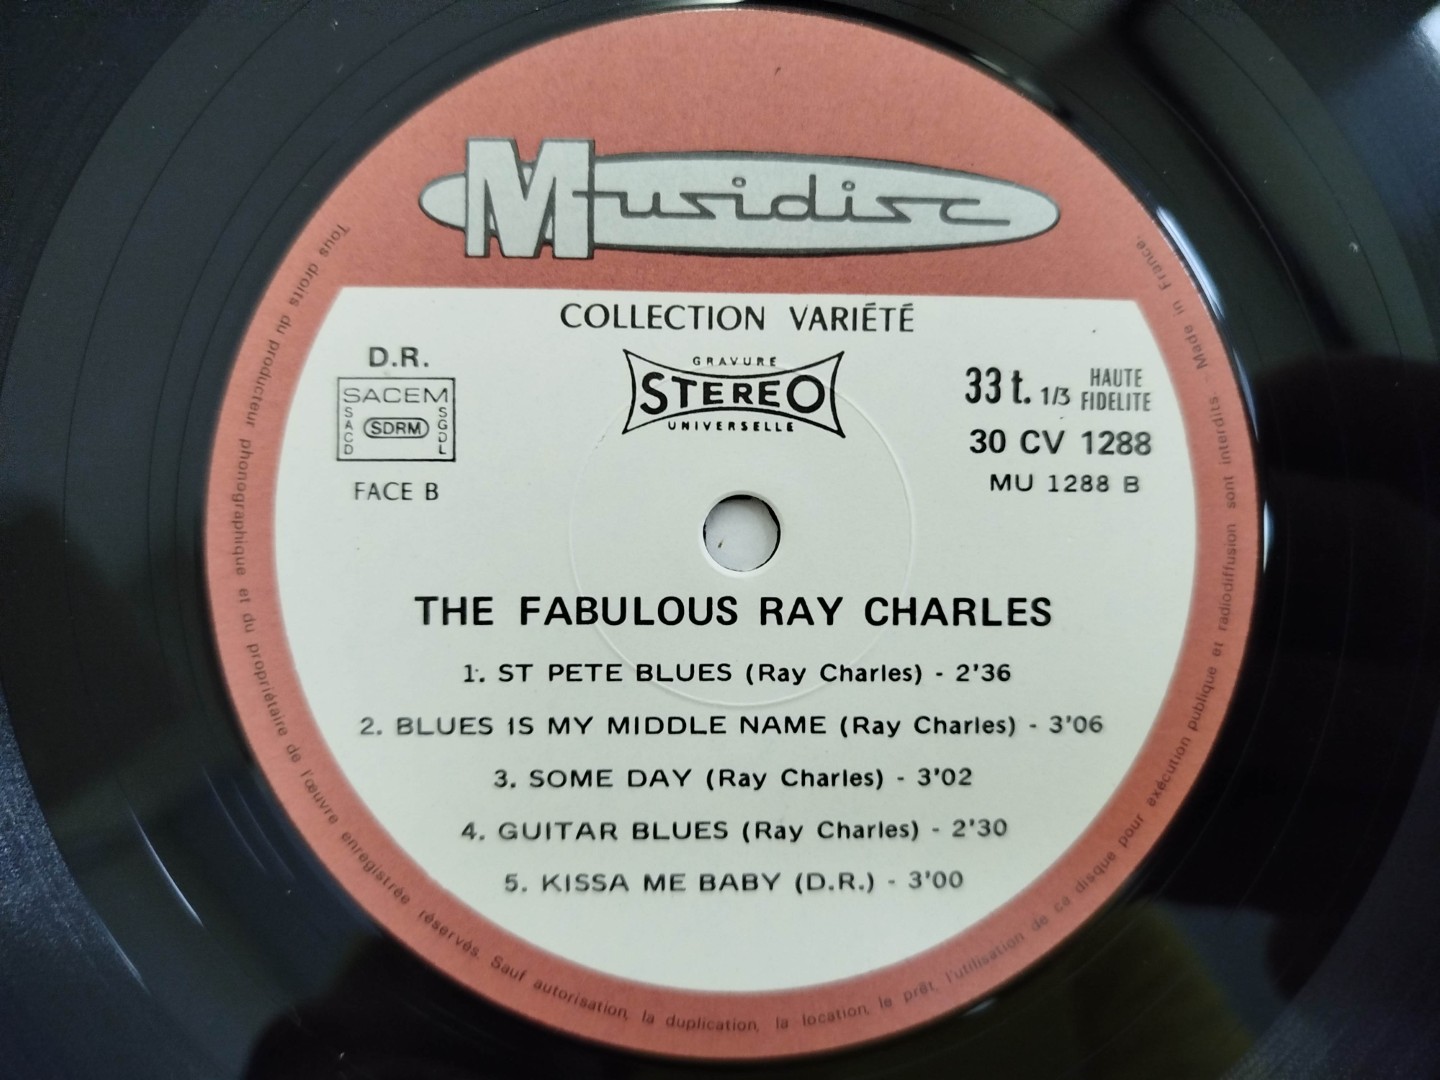 Musidisc
COLLECTION VARIÉTÉ
D.R.
SACEM
SACD
SDRM
SGDL
FACE B
GRAVURE
STEREO
UNIVERSELLE
33 t. 1/3 HAUTE FIDELITE
30 CV 1288
MU 1288 B
THE FABULOUS RAY CHARLES
1. ST PETE BLUES (Ray Charles) - 2'36
2. BLUES IS MY MIDDLE NAME (Ray Charles) - 3'06
3. SOME DAY (Ray Charles) - 3'02
4. GUITAR BLUES (Ray Charles) - 2'30
5. KISSA ME BABY (D.R.) - 3'00
Tous droits du producteur phonographique et du propriétaire de l'œuvre enregistrée réservés. Sauf autorisation, la duplication, la location, le prêt, l'utilisation de ca disque pour exécution publique et radiodiffusion sont interdits. - Made in France.